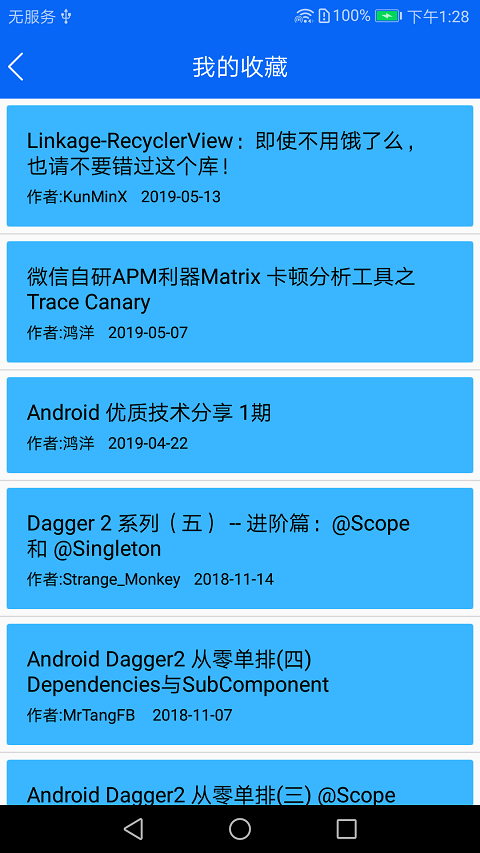 无服务 100% 下午1:28
我的收藏
Linkage-RecyclerView：即使不用饿了么，
也请不要错过这个库！
作者:KunMinX 2019-05-13
微信自研APM利器Matrix 卡顿分析工具之
Trace Canary
作者:鸿洋 2019-05-07
Android 优质技术分享 1期
作者:鸿洋 2019-04-22
Dagger 2 系列（五） -- 进阶篇：@Scope
和 @Singleton
作者:Strange_Monkey 2018-11-14
Android Dagger2 从零单排(四)
Dependencies与SubComponent
作者:MrTangFB 2018-11-07
Android Dagger2 从零单排(三) @Scope